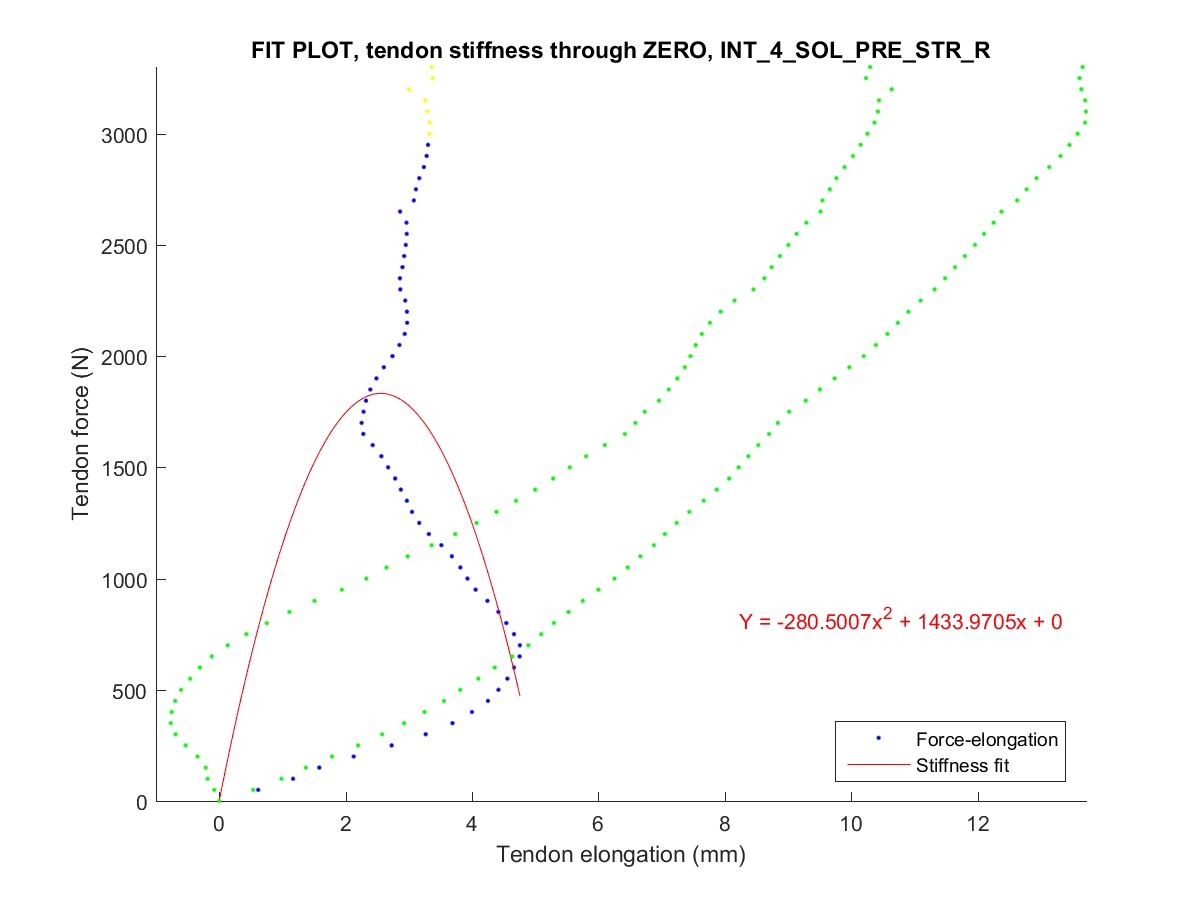 FIT PLOT, tendon stiffness through ZERO, INT_4_SOL_PRE_STR_R
Tendon force (N)
3000
2500
2000
1500
1000
500
0
Y = -280.5007x² + 1433.9705x + 0
Force-elongation
Stiffness fit
0 2 4 6 8 10 12
Tendon elongation (mm)